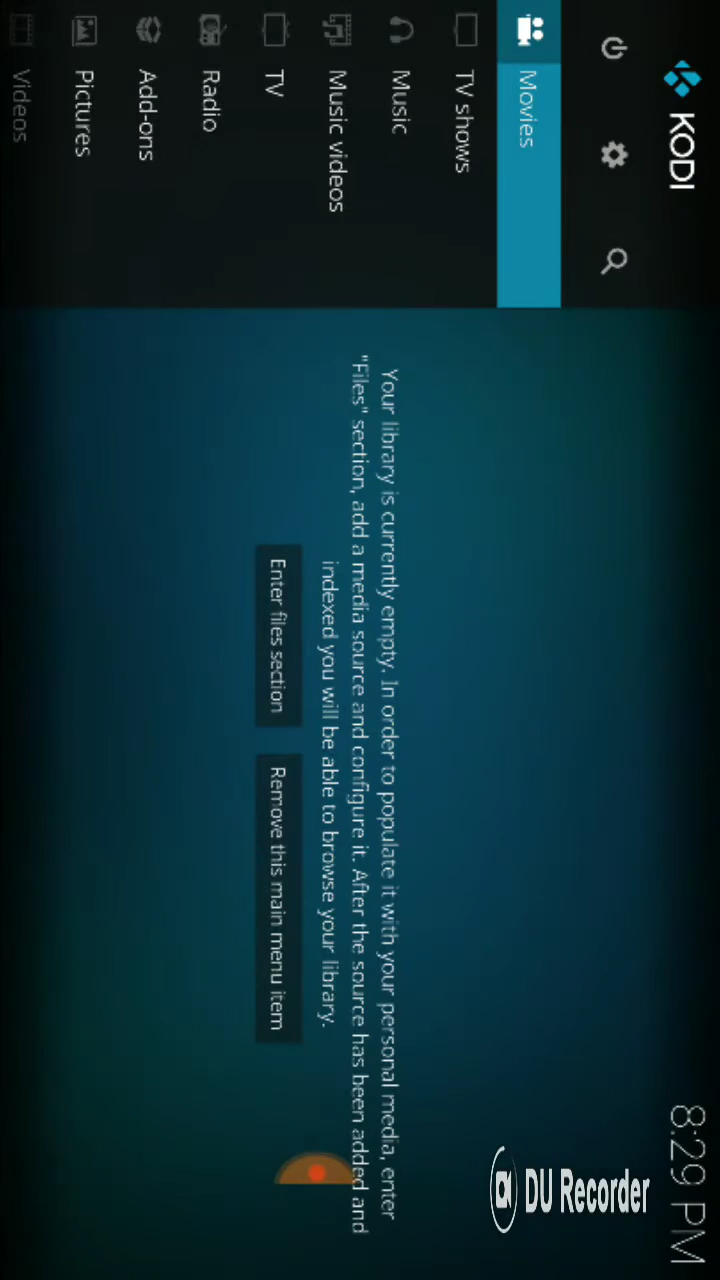 KODI
8:29 PM
Movies
TV shows
Music
Music videos
TV
Radio
Add-ons
Pictures
Videos
Your library is currently empty. In order to populate it with your personal media, enter
"Files" section, add a media source and configure it. After the source has been added and
indexed you will be able to browse your library.
Enter files section
Remove this main menu item
DU Recorder